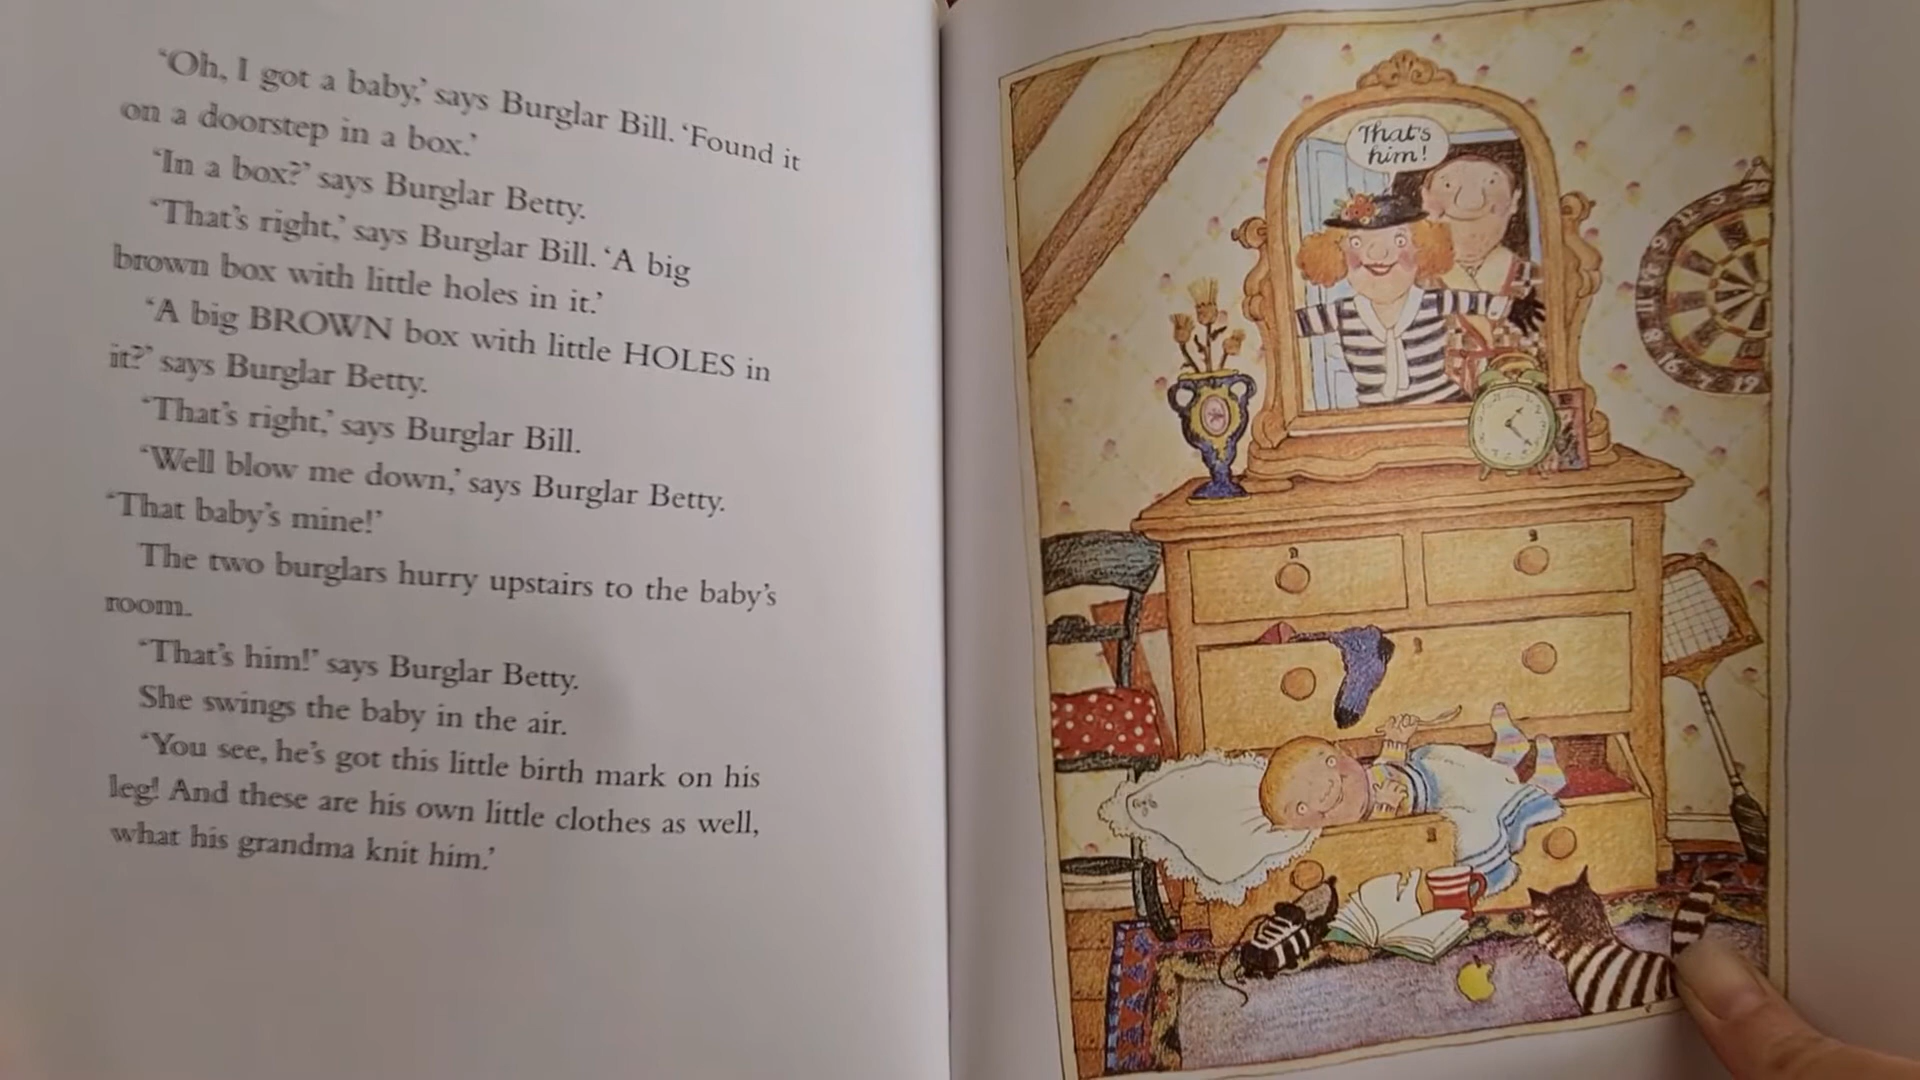 ‘Oh, I got a baby,’ says Burglar Bill. ‘Found it
on a doorstep in a box.’
‘In a box?’ says Burglar Betty.
‘That’s right,’ says Burglar Bill. ‘A big
brown box with little holes in it.’
‘A big BROWN box with little HOLES in
it?’ says Burglar Betty.
‘That’s right,’ says Burglar Bill.
‘Well blow me down,’ says Burglar Betty.
‘That baby’s mine!’
The two burglars hurry upstairs to the baby’s
room.
‘That’s him!’ says Burglar Betty.
She swings the baby in the air.
‘You see, he’s got this little birth mark on his
leg! And these are his own little clothes as well,
what his grandma knit him.’
That’s
him!